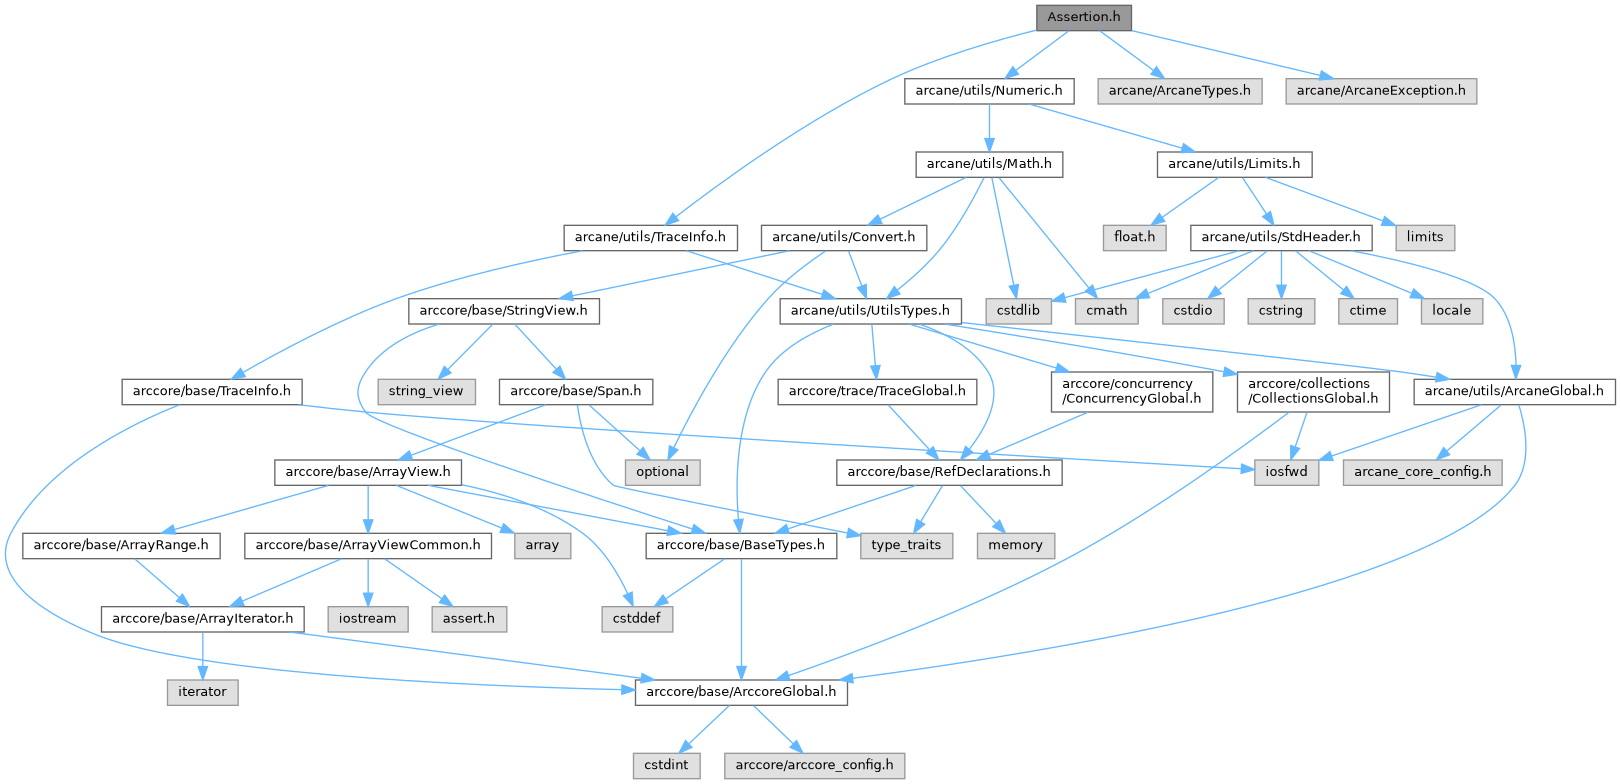 Assertion.h
arcane/utils/Numeric.h
arcane/ArcaneTypes.h
arcane/ArcaneException.h
arcane/utils/Math.h
arcane/utils/Limits.h
arcane/utils/TraceInfo.h
arcane/utils/Convert.h
float.h
arcane/utils/StdHeader.h
limits
arccore/base/StringView.h
arcane/utils/UtilsTypes.h
cstdlib
cmath
cstdio
cstring
ctime
locale
arccore/base/TraceInfo.h
string_view
arccore/base/Span.h
arccore/trace/TraceGlobal.h
arccore/concurrency
/ConcurrencyGlobal.h
arccore/collections
/CollectionsGlobal.h
arcane/utils/ArcaneGlobal.h
arccore/base/ArrayView.h
optional
arccore/base/RefDeclarations.h
iosfwd
arcane_core_config.h
arccore/base/ArrayRange.h
arccore/base/ArrayViewCommon.h
array
arccore/base/BaseTypes.h
type_traits
memory
arccore/base/ArrayIterator.h
iostream
assert.h
cstddef
iterator
arccore/base/ArccoreGlobal.h
cstdint
arccore/arccore_config.h